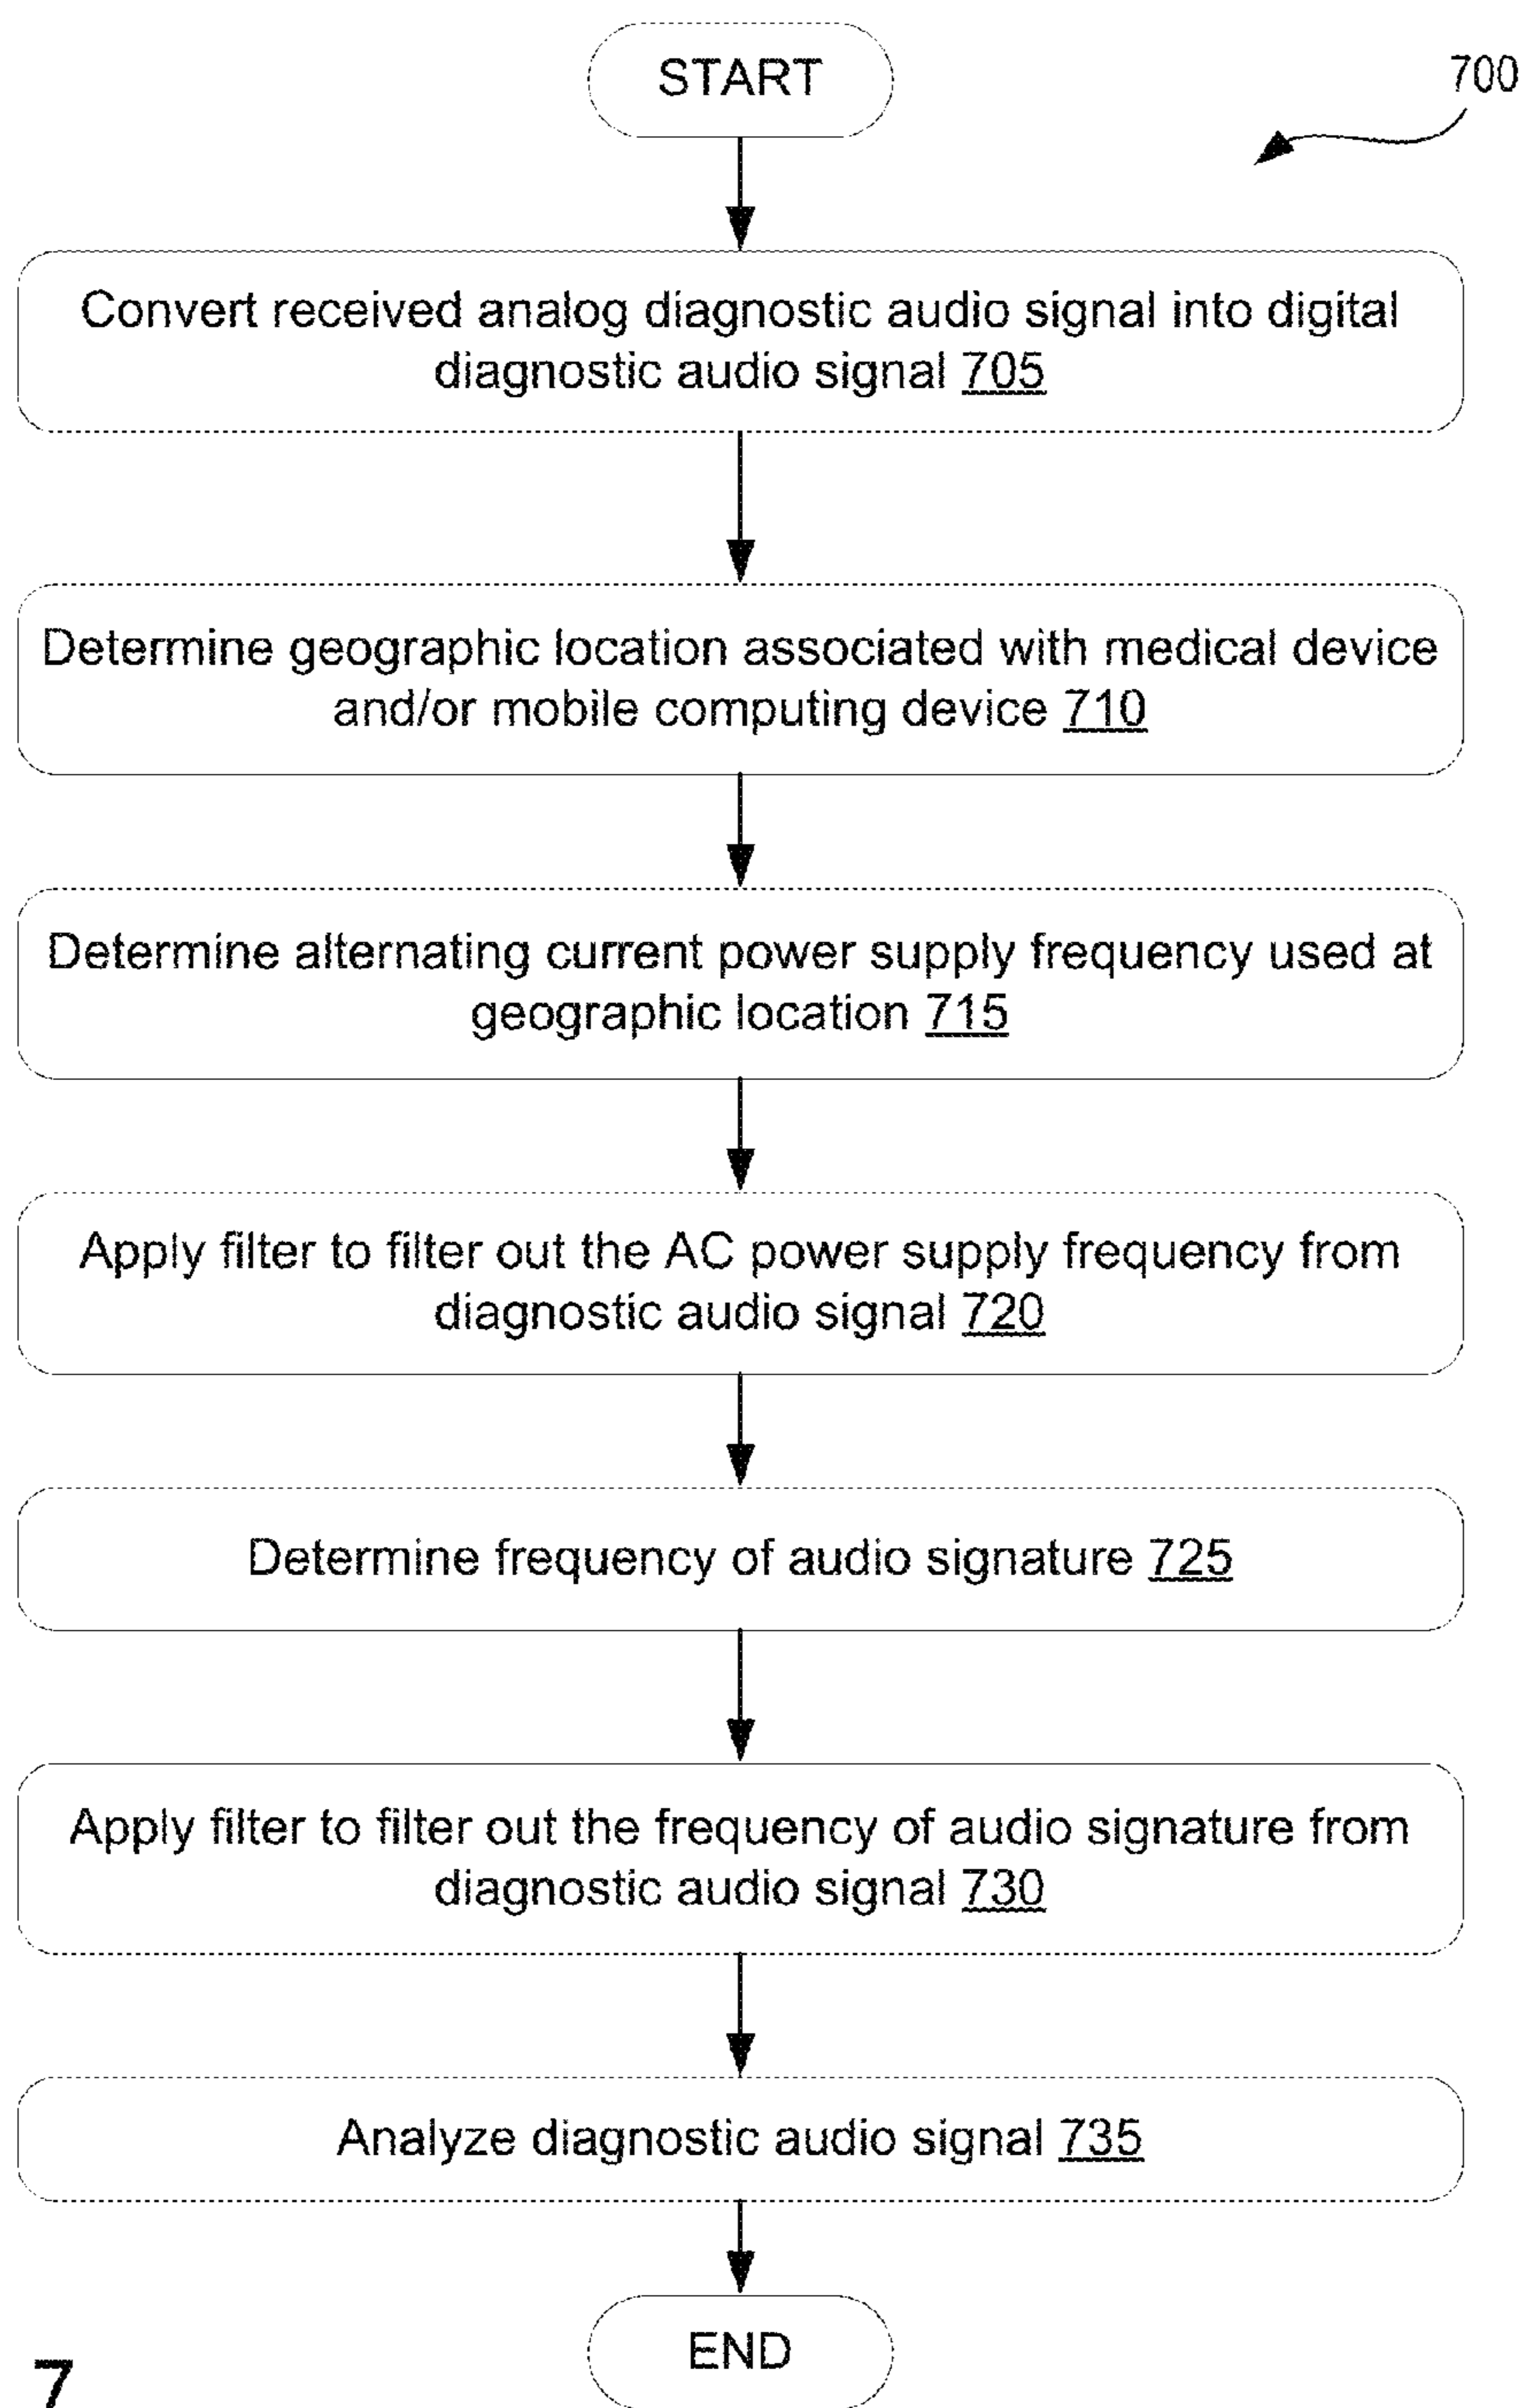 START
700
Convert received analog diagnostic audio signal into digital
diagnostic audio signal 705
Determine geographic location associated with medical device
and/or mobile computing device 710
Determine alternating current power supply frequency used at
geographic location 715
Apply filter to filter out the AC power supply frequency from
diagnostic audio signal 720
Determine frequency of audio signature 725
Apply filter to filter out the frequency of audio signature from
diagnostic audio signal 730
Analyze diagnostic audio signal 735
END
7